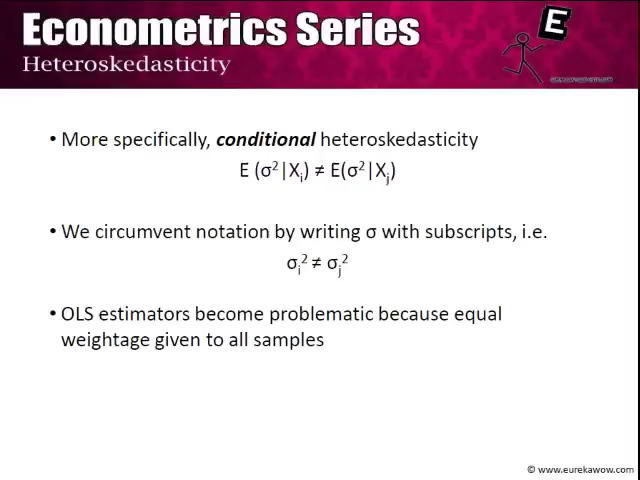 Econometrics Series
E
Heteroskedasticity
• More specifically, conditional heteroskedasticity
E (σ²|Xᵢ) ≠ E(σ²|Xⱼ)
• We circumvent notation by writing σ with subscripts, i.e.
σᵢ² ≠ σⱼ²
• OLS estimators become problematic because equal
weightage given to all samples
© www.eurekawow.com